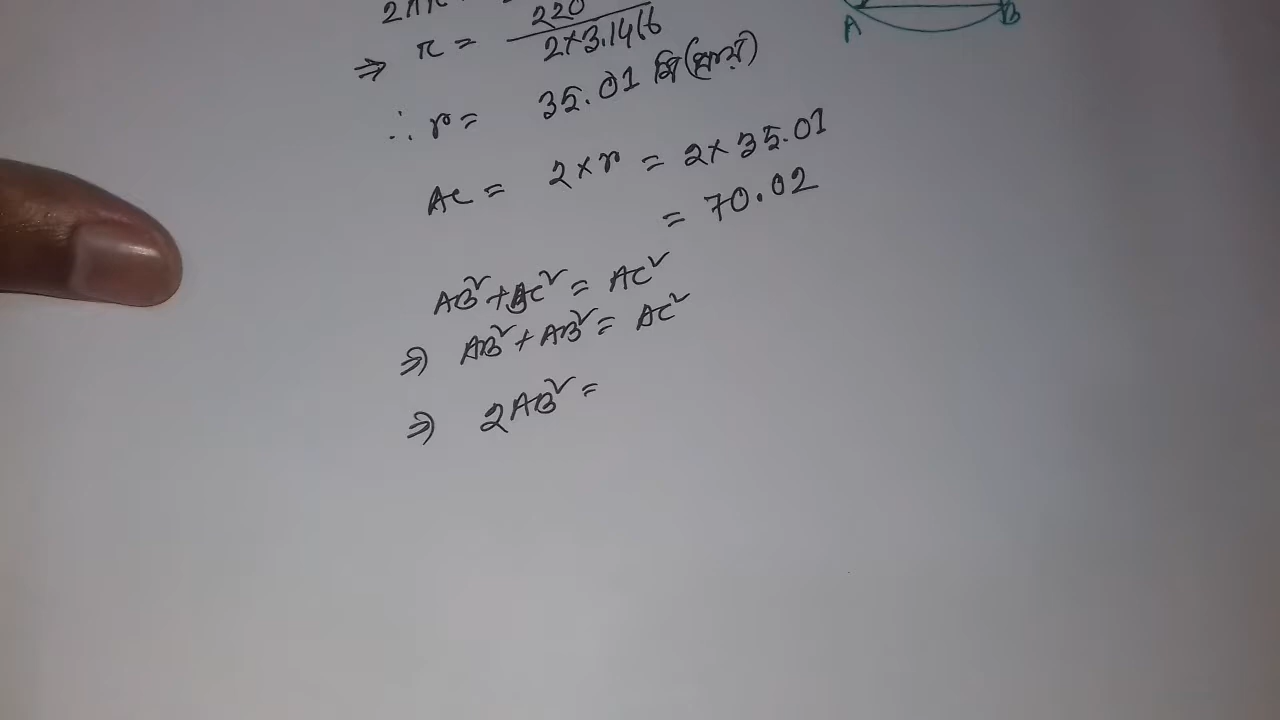 2πr
⇒ r = 220 / 2×3.1416
∴ r = 35.01 মি (প্রায়)
AC = 2×r = 2×35.01
= 70.02
AB² + BC² = AC²
⇒ AB² + AB² = AC²
⇒ 2AB² =
A B